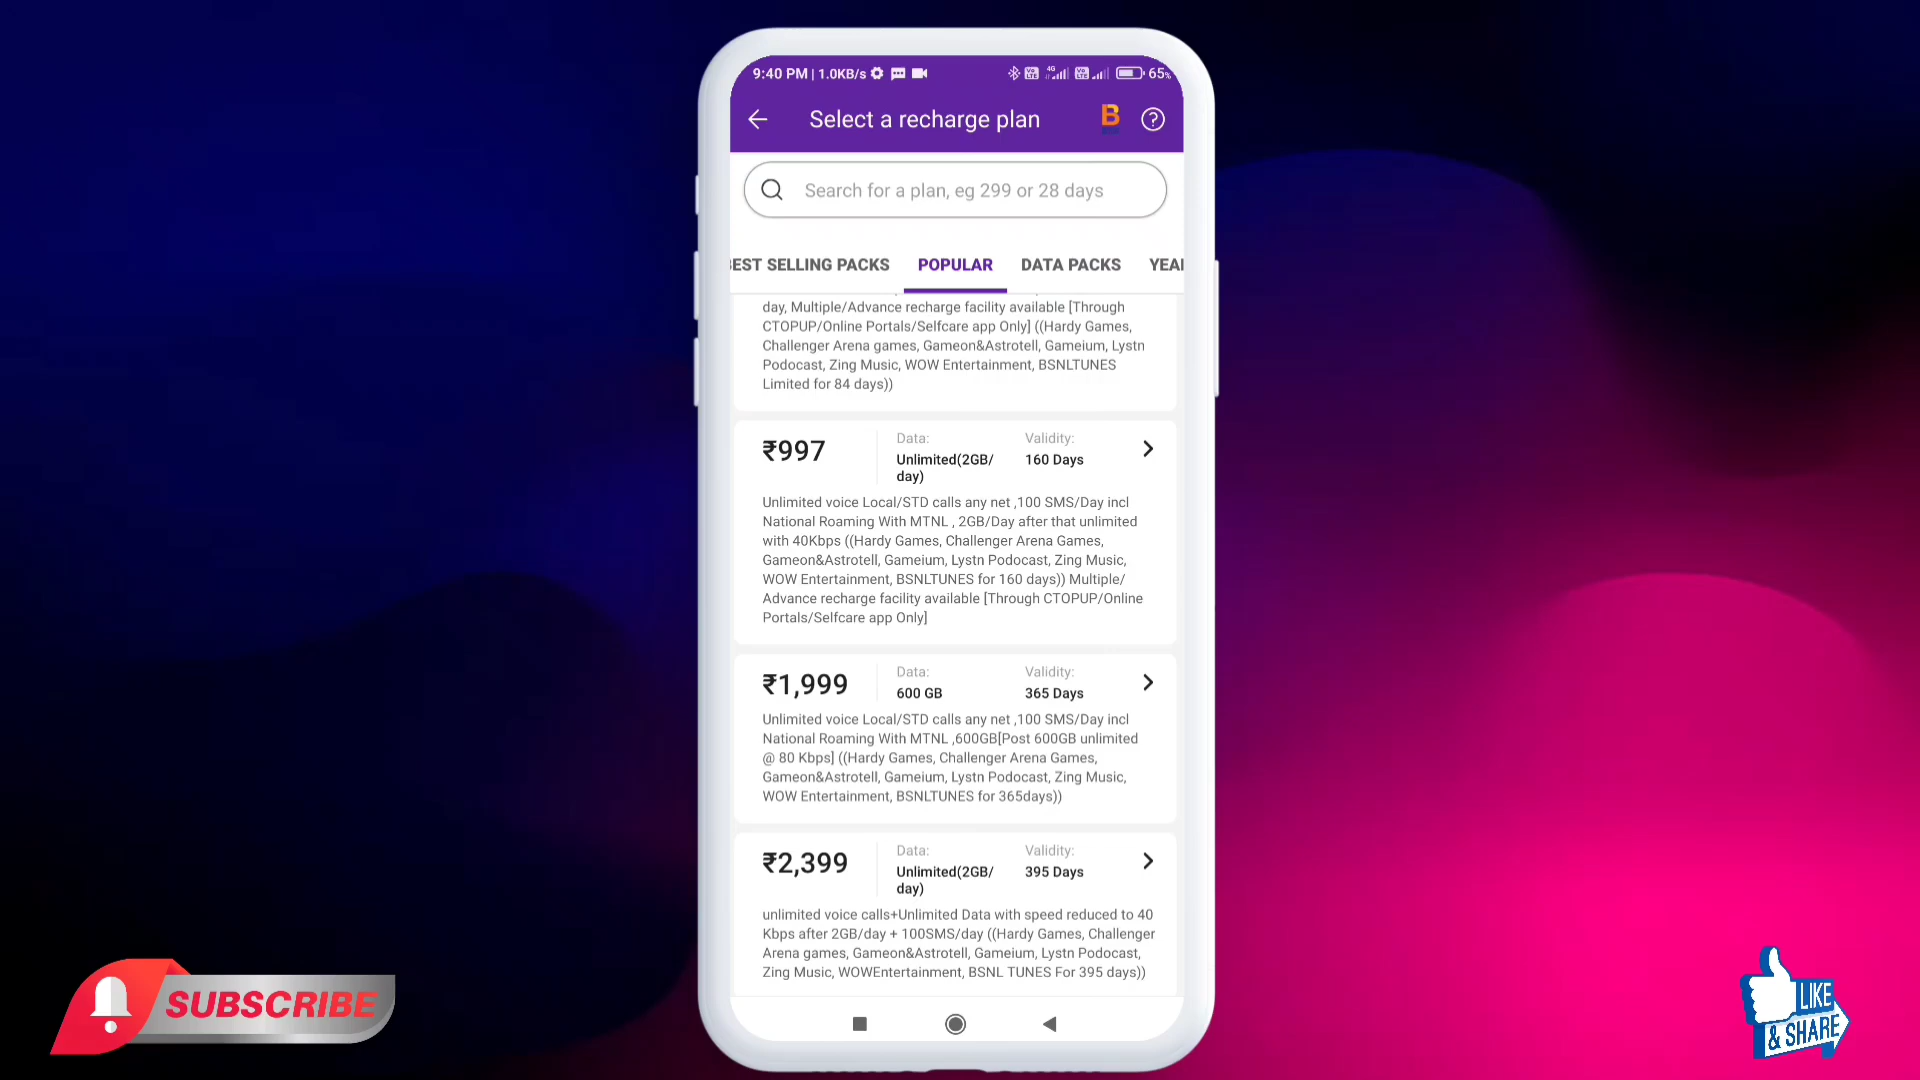 9:40 PM | 1.0KB/s
4G
65%
Select a recharge plan
B
?
Search for a plan, eg 299 or 28 days
EST SELLING PACKS
POPULAR
DATA PACKS
YEA
day, Multiple/Advance recharge facility available [Through
CTOPUP/Online Portals/Selfcare app Only] ((Hardy Games,
Challenger Arena games, Gameon&Astrotell, Gameium, Lystn
Podocast, Zing Music, WOW Entertainment, BSNLTUNES
Limited for 84 days))
₹997
Data:
Unlimited(2GB/
day)
Validity:
160 Days
Unlimited voice Local/STD calls any net ,100 SMS/Day incl
National Roaming With MTNL , 2GB/Day after that unlimited
with 40Kbps ((Hardy Games, Challenger Arena Games,
Gameon&Astrotell, Gameium, Lystn Podocast, Zing Music,
WOW Entertainment, BSNLTUNES for 160 days)) Multiple/
Advance recharge facility available [Through CTOPUP/Online
Portals/Selfcare app Only]
₹1,999
Data:
600 GB
Validity:
365 Days
Unlimited voice Local/STD calls any net ,100 SMS/Day incl
National Roaming With MTNL ,600GB[Post 600GB unlimited
@ 80 Kbps] ((Hardy Games, Challenger Arena Games,
Gameon&Astrotell, Gameium, Lystn Podocast, Zing Music,
WOW Entertainment, BSNLTUNES for 365days))
₹2,399
Data:
Unlimited(2GB/
day)
Validity:
395 Days
unlimited voice calls+Unlimited Data with speed reduced to 40
Kbps after 2GB/day + 100SMS/day ((Hardy Games, Challenger
Arena games, Gameon&Astrotell, Gameium, Lystn Podocast,
Zing Music, WOWEntertainment, BSNL TUNES For 395 days))
SUBSCRIBE
LIKE
& SHARE